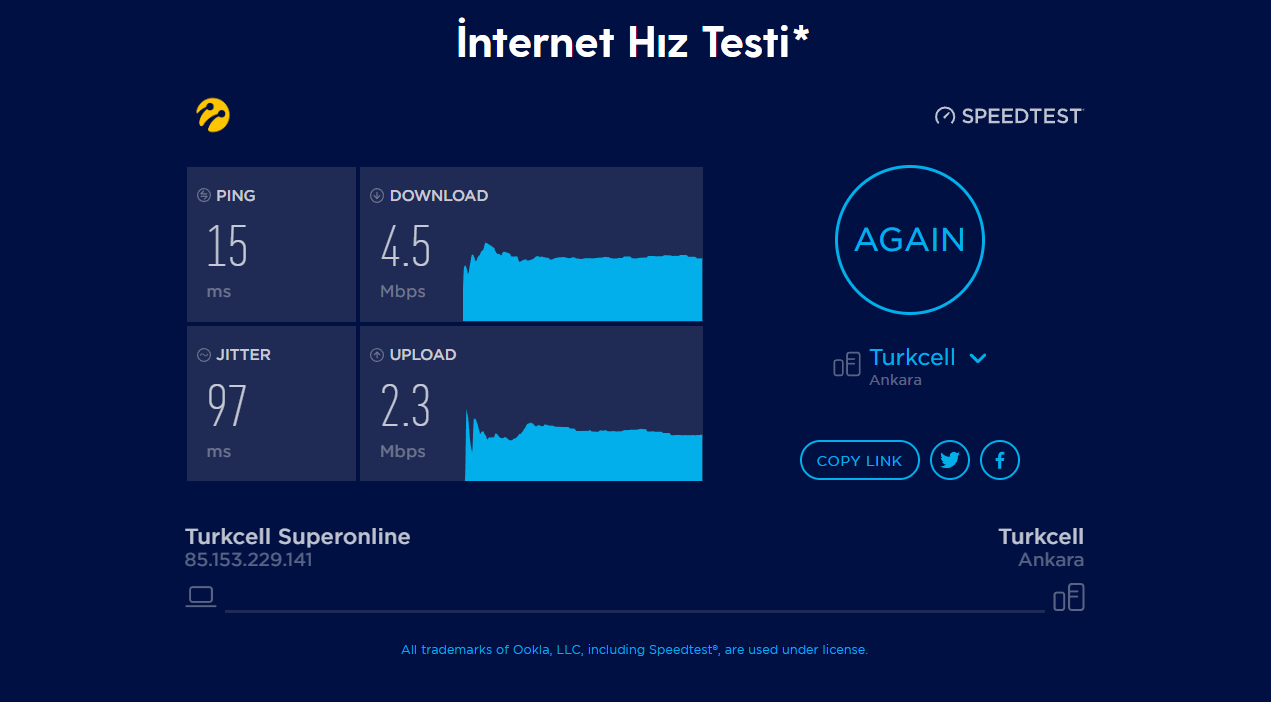 İnternet Hız Testi*
SPEEDTEST
PING
15
ms
DOWNLOAD
4.5
Mbps
AGAIN
JITTER
97
ms
UPLOAD
2.3
Mbps
Turkcell
Ankara
COPY LINK
Turkcell Superonline
85.153.229.141
Turkcell
Ankara
All trademarks of Ookla, LLC, including Speedtest®, are used under license.